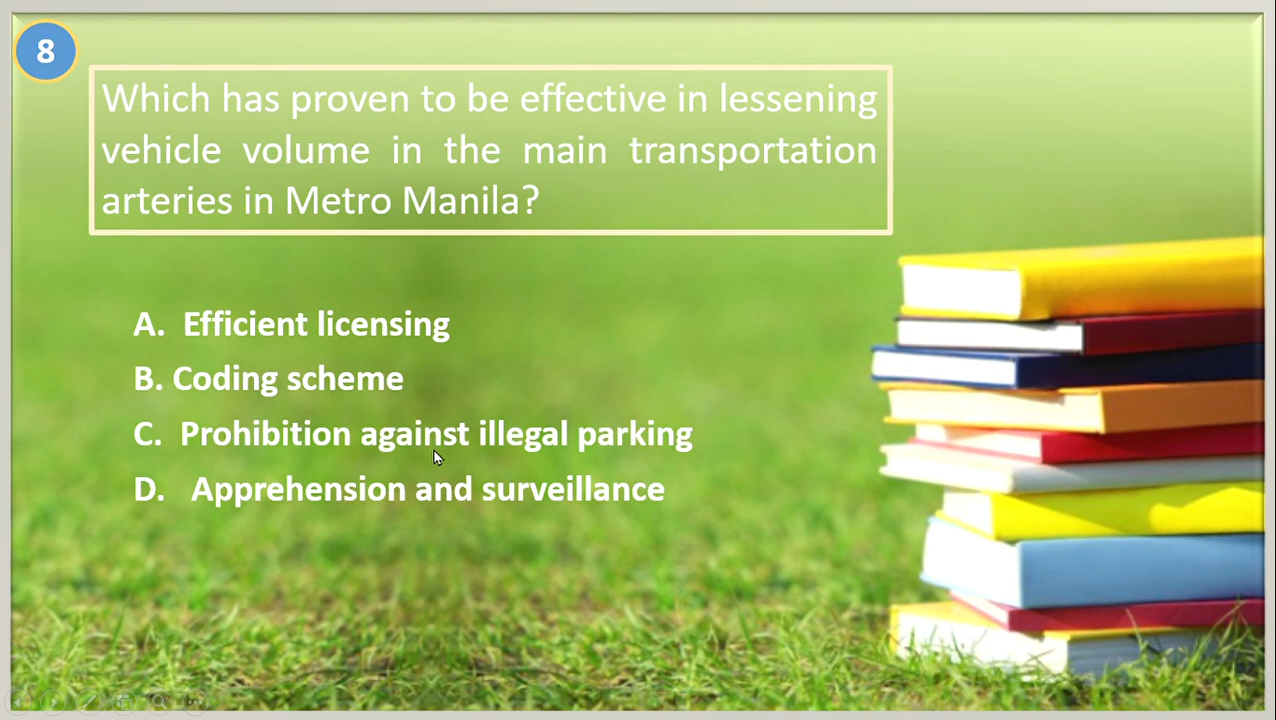 8
Which has proven to be effective in lessening
vehicle volume in the main transportation
arteries in Metro Manila?
A. Efficient licensing
B. Coding scheme
C. Prohibition against illegal parking
D. Apprehension and surveillance